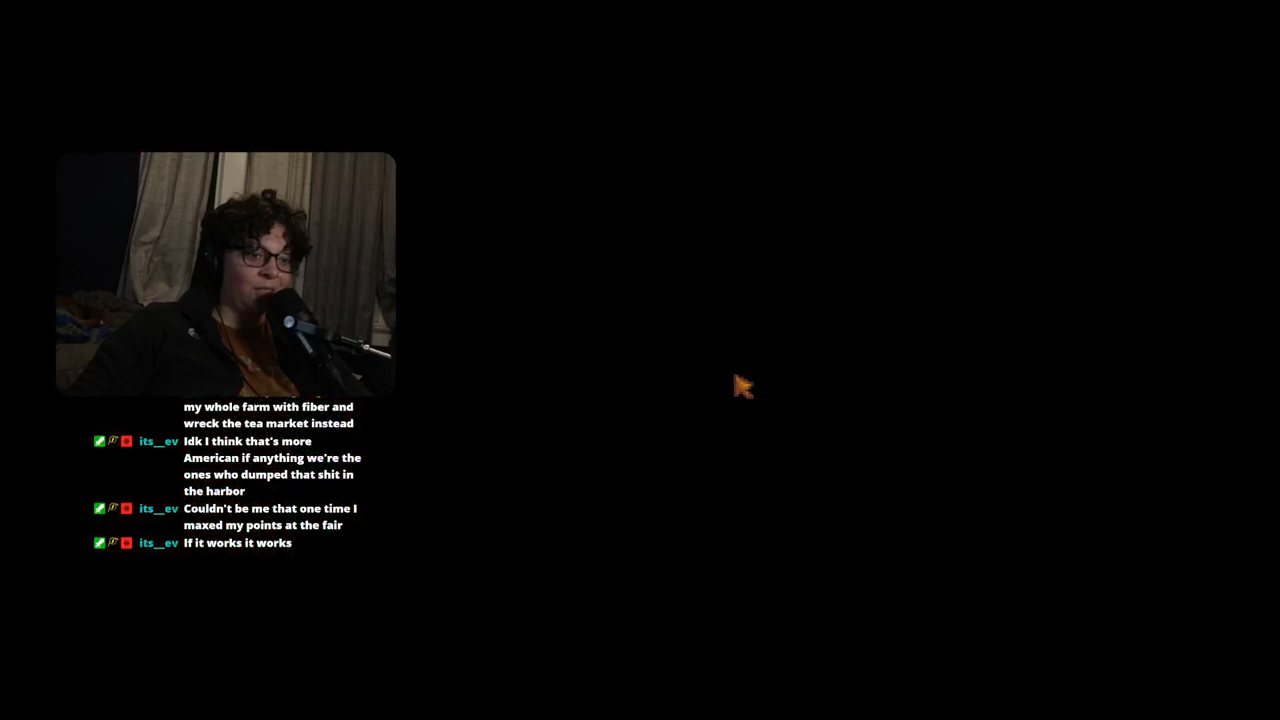 my whole farm with fiber and
wreck the tea market instead
its__ev Idk I think that's more
American if anything we're the
ones who dumped that shit in
the harbor
its__ev Couldn't be me that one time I
maxed my points at the fair
its__ev If it works it works